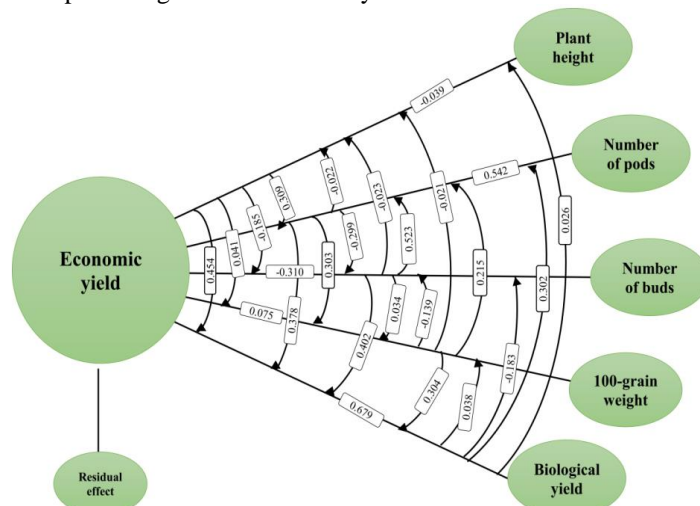 Plant
height
-0.039
Number
of pods
0.542
-0.022
0.309
-0.023
-0.021
0.026
-0.185
0.041
0.454
-0.299
0.523
0.303
0.215
0.302
Economic
yield
-0.310
Number
of buds
0.378
0.034
-0.139
0.075
0.402
-0.183
0.304
0.038
100-grain
weight
0.679
Biological
yield
Residual
effect